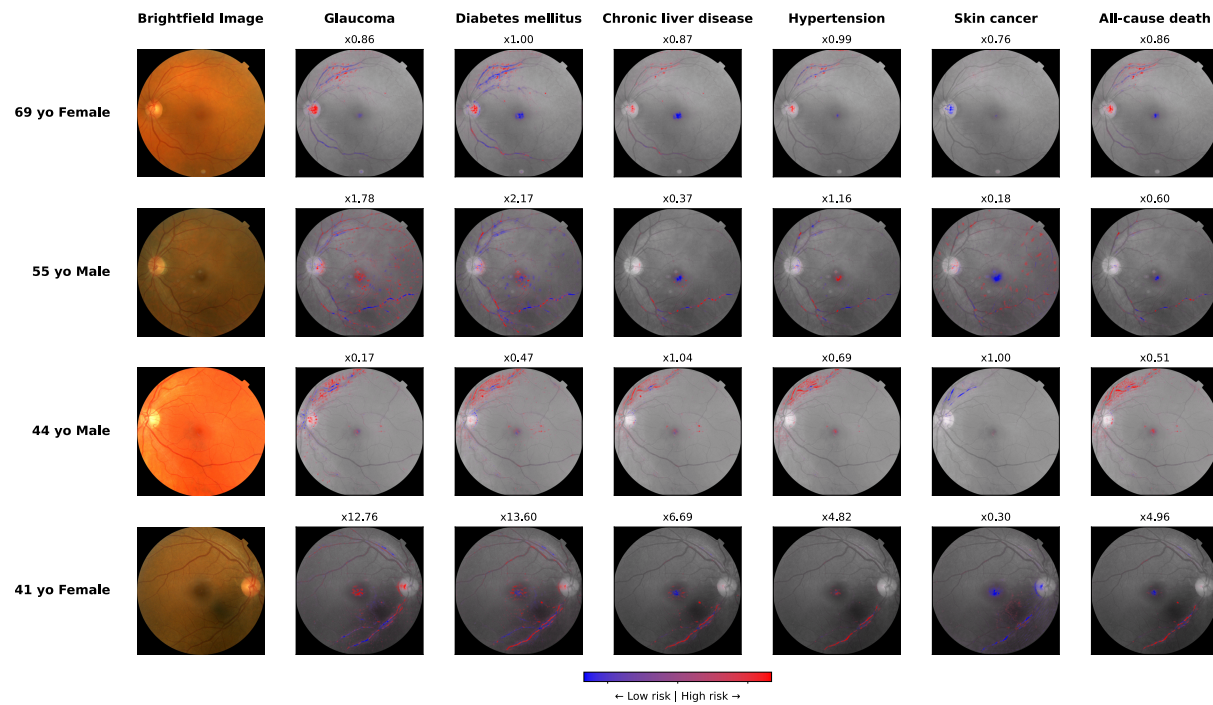 Brightfield Image Glaucoma Diabetes mellitus Chronic liver disease Hypertension Skin cancer All-cause death
x0.86 x1.00 x0.87 x0.99 x0.76 x0.86
69 yo Female
x1.78 x2.17 x0.37 x1.16 x0.18 x0.60
55 yo Male
x0.17 x0.47 x1.04 x0.69 x1.00 x0.51
44 yo Male
x12.76 x13.60 x6.69 x4.82 x0.30 x4.96
41 yo Female
← Low risk | High risk →